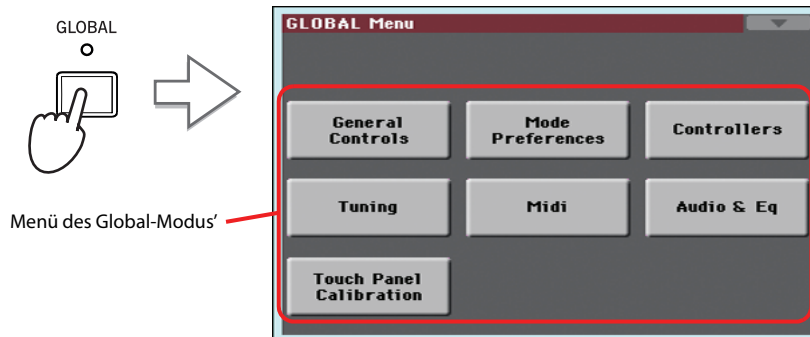 GLOBAL
GLOBAL Menu
General
Controls
Mode
Preferences
Controllers
Tuning
Midi
Audio & Eq
Menü des Global-Modus’
Touch Panel
Calibration